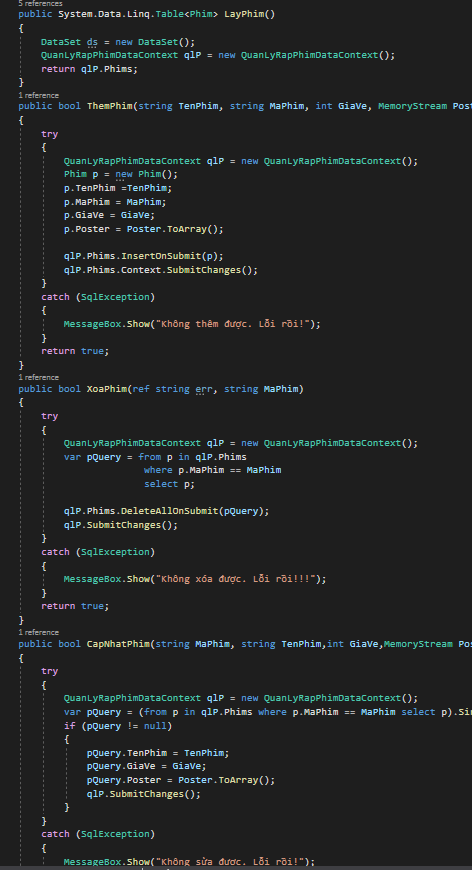 5 references
public System.Data.Linq.Table<Phim> LayPhim()
{
DataSet ds = new DataSet();
QuanLyRapPhimDataContext qlP = new QuanLyRapPhimDataContext();
return qlP.Phims;
}
1 reference
public bool ThemPhim(string TenPhim, string MaPhim, int GiaVe, MemoryStream Post
{
try
{
QuanLyRapPhimDataContext qlP = new QuanLyRapPhimDataContext();
Phim p = new Phim();
p.TenPhim =TenPhim;
p.MaPhim = MaPhim;
p.GiaVe = GiaVe;
p.Poster = Poster.ToArray();
qlP.Phims.InsertOnSubmit(p);
qlP.Phims.Context.SubmitChanges();
}
catch (SqlException)
{
MessageBox.Show("Không thêm được. Lỗi rồi!");
}
return true;
}
1 reference
public bool XoaPhim(ref string err, string MaPhim)
{
try
{
QuanLyRapPhimDataContext qlP = new QuanLyRapPhimDataContext();
var pQuery = from p in qlP.Phims
where p.MaPhim == MaPhim
select p;
qlP.Phims.DeleteAllOnSubmit(pQuery);
qlP.SubmitChanges();
}
catch (SqlException)
{
MessageBox.Show("Không xóa được. Lỗi rồi!!!");
}
return true;
}
1 reference
public bool CapNhatPhim(string MaPhim, string TenPhim,int GiaVe,MemoryStream Pos
{
try
{
QuanLyRapPhimDataContext qlP = new QuanLyRapPhimDataContext();
var pQuery = (from p in qlP.Phims where p.MaPhim == MaPhim select p).Sin
if (pQuery != null)
{
pQuery.TenPhim = TenPhim;
pQuery.GiaVe = GiaVe;
pQuery.Poster = Poster.ToArray();
qlP.SubmitChanges();
}
}
catch (SqlException)
{
MessageBox.Show("Không sửa được. Lỗi rồi!");